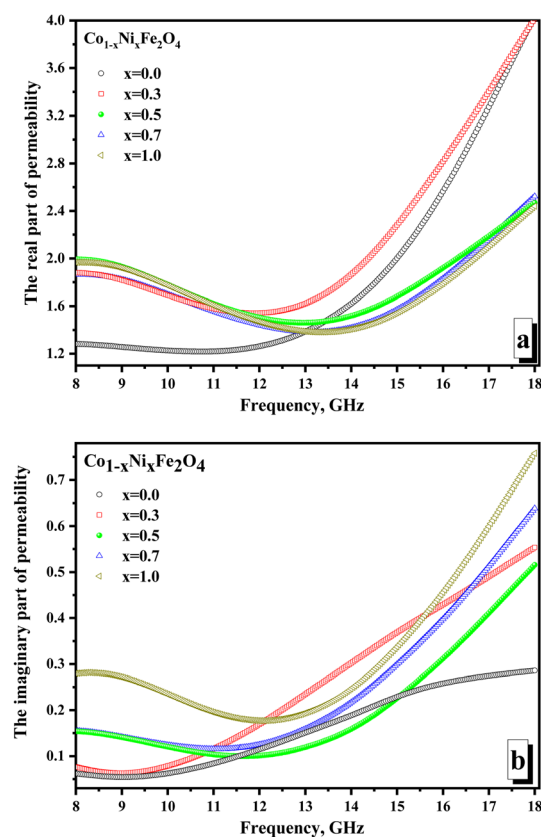 Co1-xNixFe2O4
x=0.0
x=0.3
x=0.5
x=0.7
x=1.0
The real part of permeability
4.0
3.6
3.2
2.8
2.4
2.0
1.6
1.2
8 9 10 11 12 13 14 15 16 17 18
Frequency, GHz
a
Co1-xNixFe2O4
x=0.0
x=0.3
x=0.5
x=0.7
x=1.0
The imaginary part of permeability
0.7
0.6
0.5
0.4
0.3
0.2
0.1
8 9 10 11 12 13 14 15 16 17 18
Frequency, GHz
b